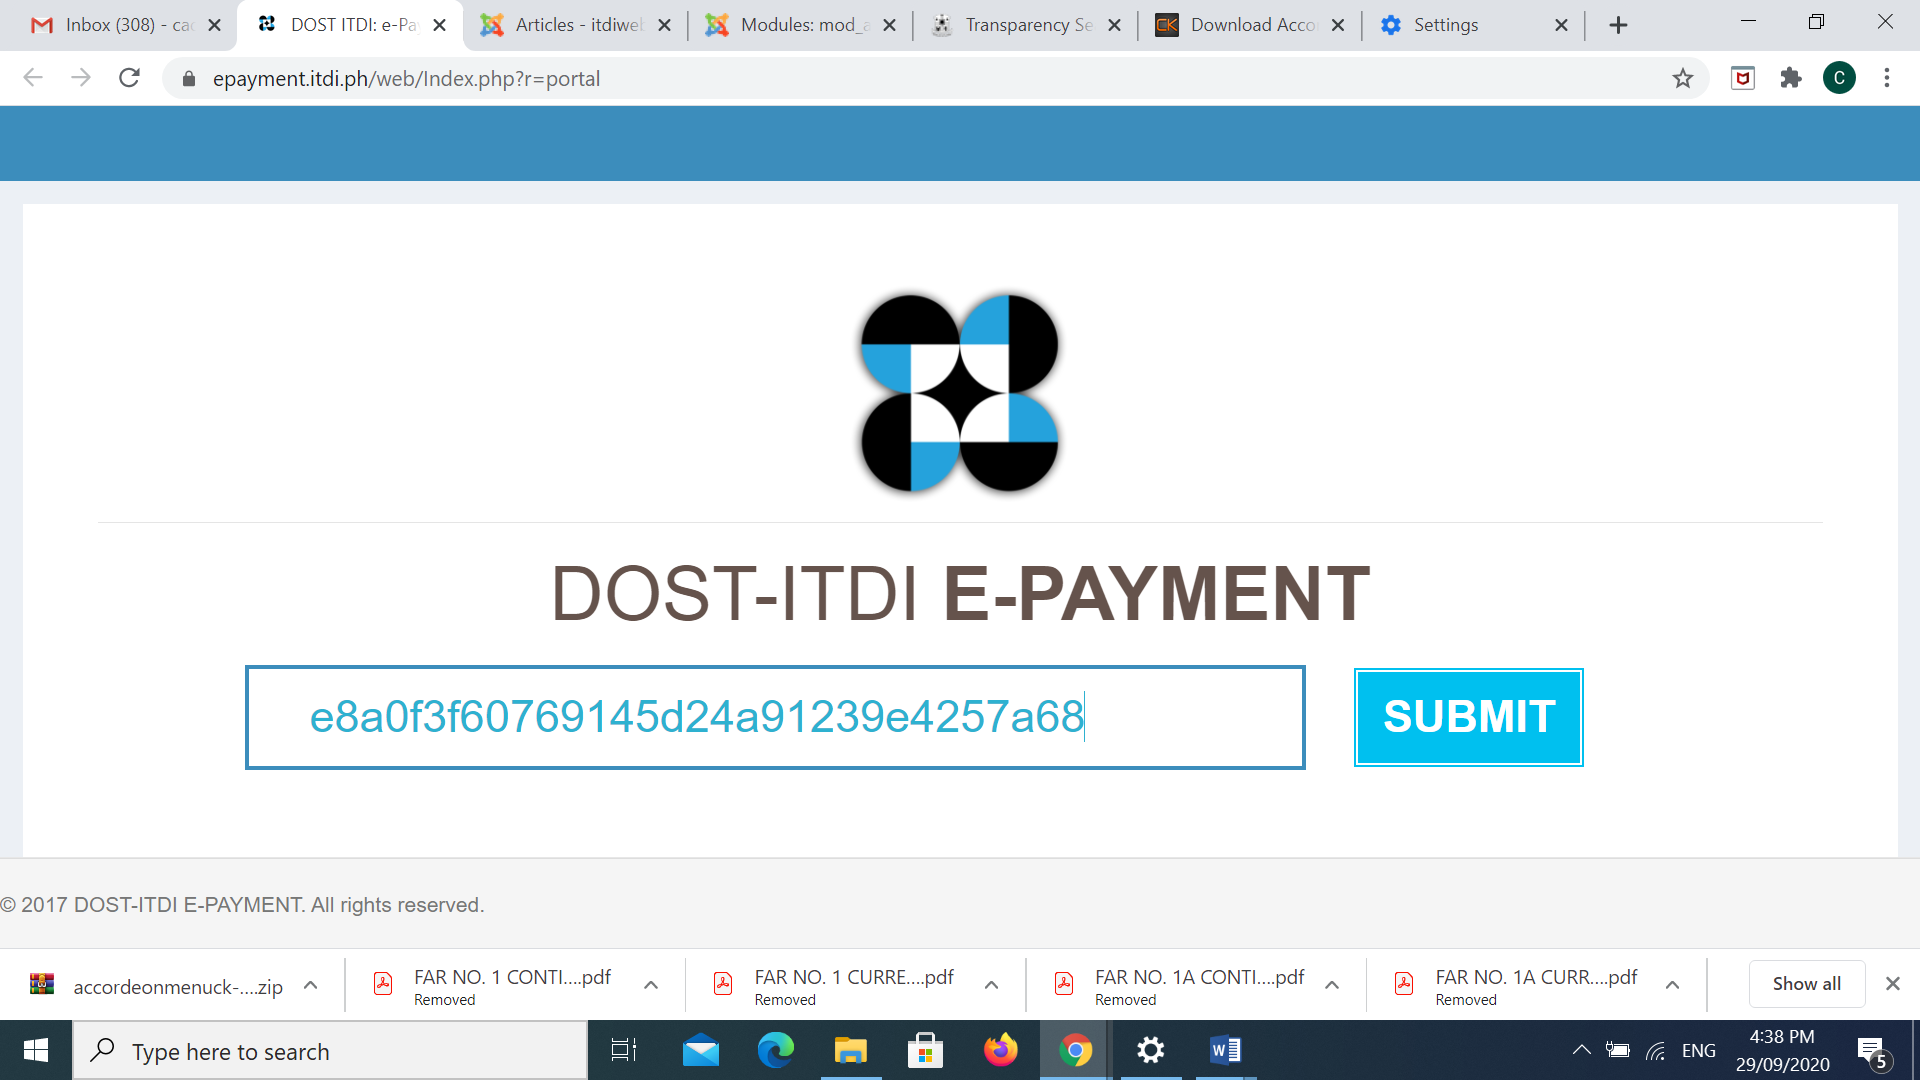 Inbox (308) - ca
DOST ITDI: e-Pa
Articles - itdiweb
Modules: mod_a
Transparency Se
CK
Download Acco
Settings
epayment.itdi.ph/web/Index.php?r=portal
C
DOST-ITDI E-PAYMENT
e8a0f3f60769145d24a91239e4257a68
SUBMIT
© 2017 DOST-ITDI E-PAYMENT. All rights reserved.
accordeonmenuck-....zip
FAR NO. 1 CONTI....pdf
Removed
FAR NO. 1 CURRE....pdf
Removed
FAR NO. 1A CONTI....pdf
Removed
FAR NO. 1A CURR....pdf
Removed
Show all
Type here to search
W
ENG
4:38 PM
29/09/2020
5